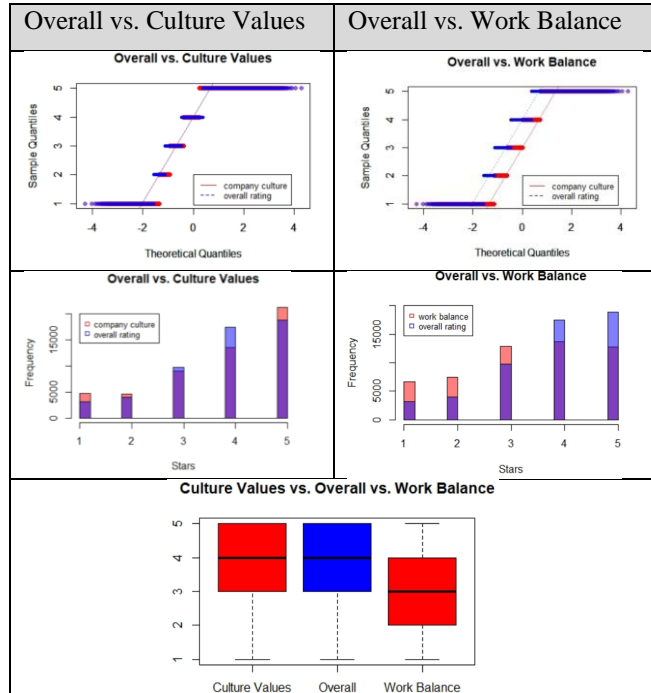 Overall vs. Culture Values
Overall vs. Work Balance
Overall vs. Culture Values
Sample Quantiles
5
4
3
2
1
company culture
overall rating
-4
-2
0
2
4
Theoretical Quantiles
Overall vs. Work Balance
Sample Quantiles
5
4
3
2
1
company culture
overall rating
-4
-2
0
2
4
Theoretical Quantiles
Overall vs. Culture Values
company culture
overall rating
Frequency
15000
5000
0
1
2
3
4
5
Stars
Overall vs. Work Balance
work balance
overall rating
Frequency
15000
5000
0
1
2
3
4
5
Stars
Culture Values vs. Overall vs. Work Balance
5
4
3
2
1
Culture Values
Overall
Work Balance